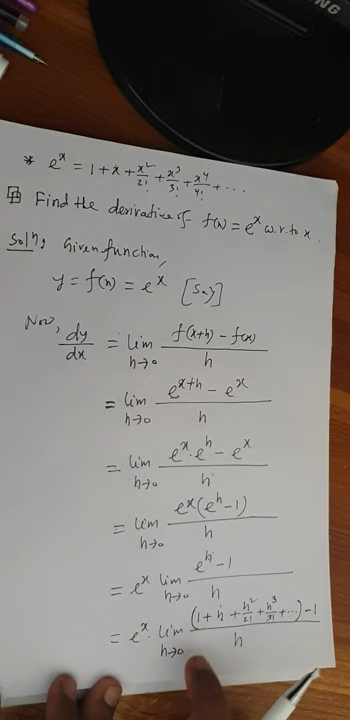 * e^x = 1 + x + x²/2! + x³/3! + x⁴/4! + ...
Find the derivative of f(x) = e^x w.r.to x.
Solⁿ: Given function,
y = f(x) = e^x [Say]
Now, dy/dx = lim h→0 (f(x+h) - f(x))/h
= lim h→0 (e^(x+h) - e^x)/h
= lim h→0 (e^x · e^h - e^x)/h
= lim h→0 e^x(e^h - 1)/h
= e^x lim h→0 (e^h - 1)/h
= e^x · lim h→0 ((1 + h + h²/2! + h³/3! + ...) - 1)/h